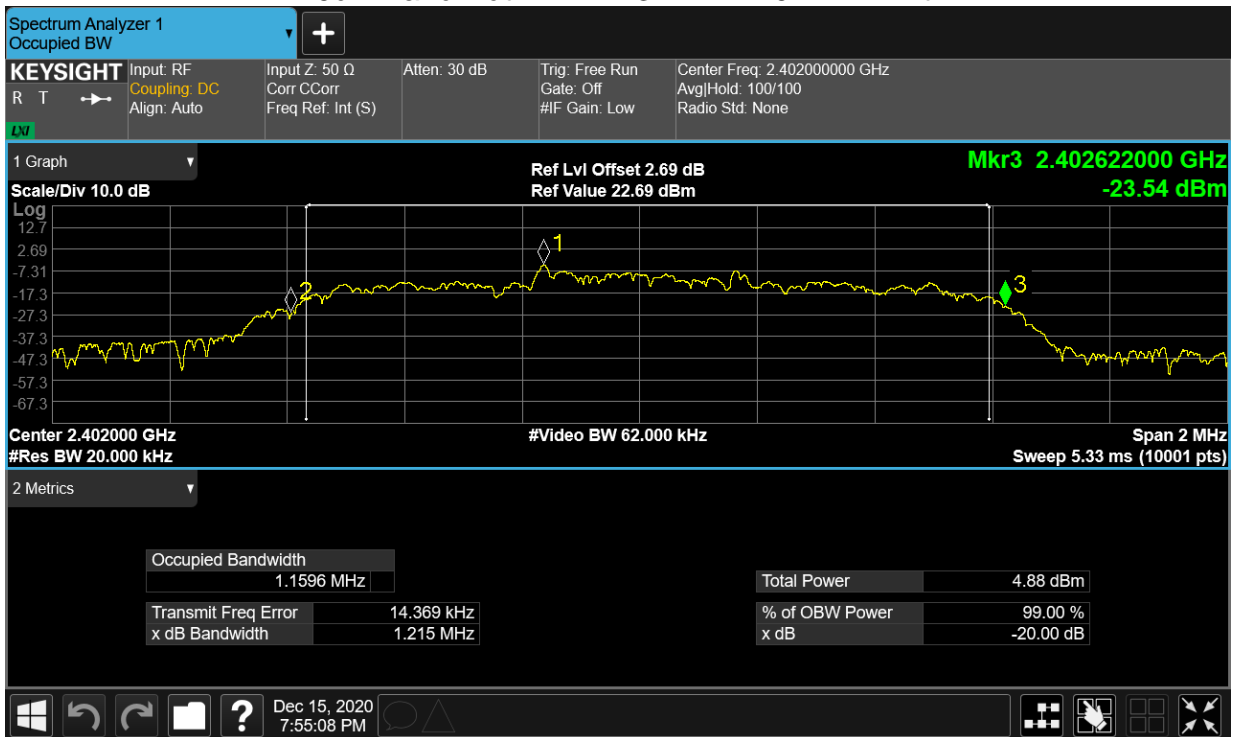 Spectrum Analyzer 1
Occupied BW
+
KEYSIGHT
R T
LXI
Input: RF
Coupling: DC
Align: Auto
Input Z: 50 Ω
Corr CCorr
Freq Ref: Int (S)
Atten: 30 dB
Trig: Free Run
Gate: Off
#IF Gain: Low
Center Freq: 2.402000000 GHz
Avg|Hold: 100/100
Radio Std: None
1 Graph
Scale/Div 10.0 dB
Ref Lvl Offset 2.69 dB
Ref Value 22.69 dBm
Mkr3 2.402622000 GHz
-23.54 dBm
Log
12.7
2.69
-7.31
-17.3
-27.3
-37.3
-47.3
-57.3
-67.3
1
2
3
Center 2.402000 GHz
#Res BW 20.000 kHz
#Video BW 62.000 kHz
Span 2 MHz
Sweep 5.33 ms (10001 pts)
2 Metrics
Occupied Bandwidth
1.1596 MHz
Transmit Freq Error 14.369 kHz
x dB Bandwidth 1.215 MHz
Total Power 4.88 dBm
% of OBW Power 99.00 %
x dB -20.00 dB
?
Dec 15, 2020
7:55:08 PM